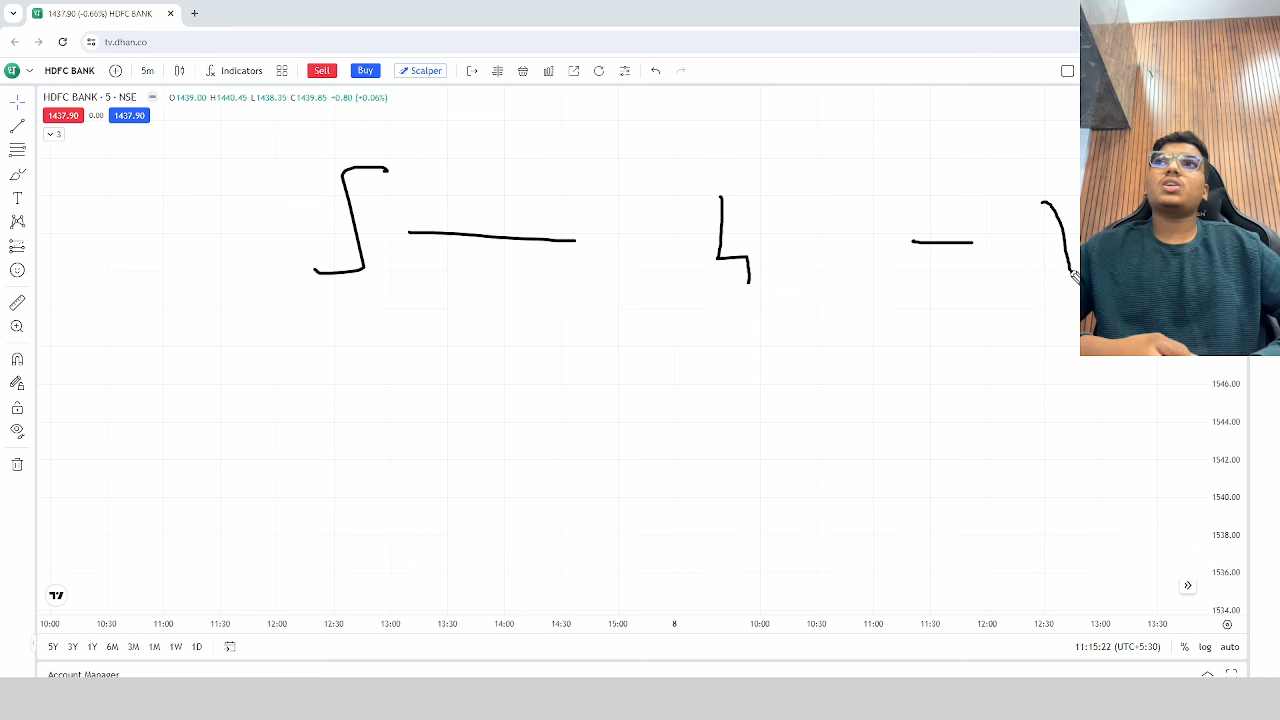 1437.90 (-0.66%) HDFC BANK
tv.dhan.co
HDFC BANK 5m Indicators Sell Buy Scalper
HDFC BANK · 5 · NSE O1439.00 H1440.45 L1438.35 C1439.85 +0.80 (+0.06%)
1437.90 0.00 1437.90
3
1546.00
1544.00
1542.00
1540.00
1538.00
1536.00
1534.00
10:00 10:30 11:00 11:30 12:00 12:30 13:00 13:30 14:00 14:30 15:00 8 10:00 10:30 11:00 11:30 12:00 12:30 13:00 13:30
5Y 3Y 1Y 6M 3M 1M 1W 1D 11:15:22 (UTC+5:30) % log auto
Account Manager